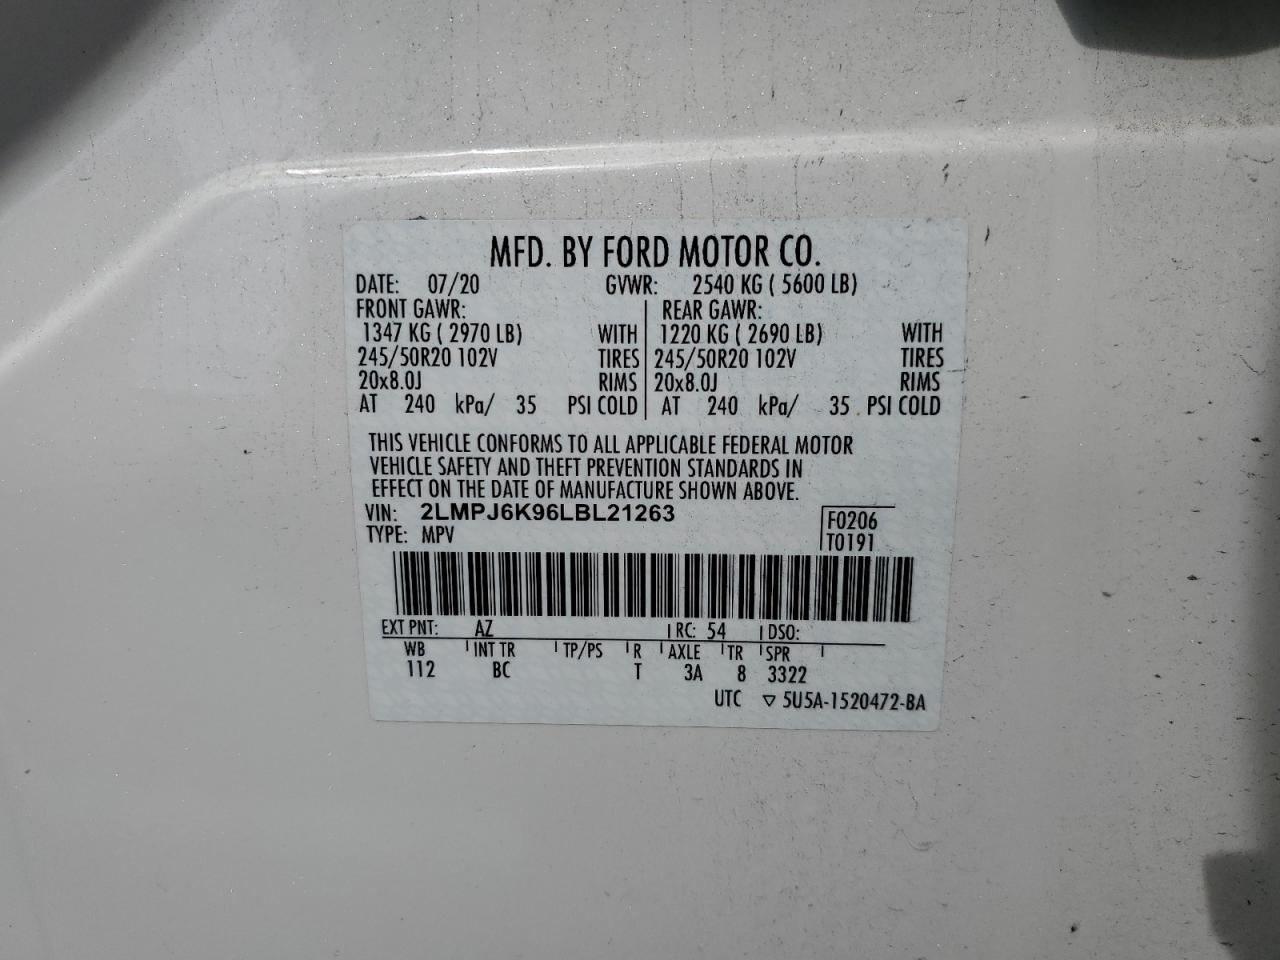 MFD. BY FORD MOTOR CO.
DATE: 07/20 GVWR: 2540 KG ( 5600 LB)
FRONT GAWR: REAR GAWR:
1347 KG ( 2970 LB) WITH 1220 KG ( 2690 LB) WITH
245/50R20 102V TIRES 245/50R20 102V TIRES
20x8.0J RIMS 20x8.0J RIMS
AT 240 kPa/ 35 PSI COLD AT 240 kPa/ 35 PSI COLD
THIS VEHICLE CONFORMS TO ALL APPLICABLE FEDERAL MOTOR
VEHICLE SAFETY AND THEFT PREVENTION STANDARDS IN
EFFECT ON THE DATE OF MANUFACTURE SHOWN ABOVE.
VIN: 2LMPJ6K96LBL21263 F0206
TYPE: MPV T0191
EXT PNT: AZ RC: 54 DSO:
WB INT TR TP/PS R AXLE TR SPR
112 BC T 3A 8 3322
UTC ▽ 5U5A-1520472-BA